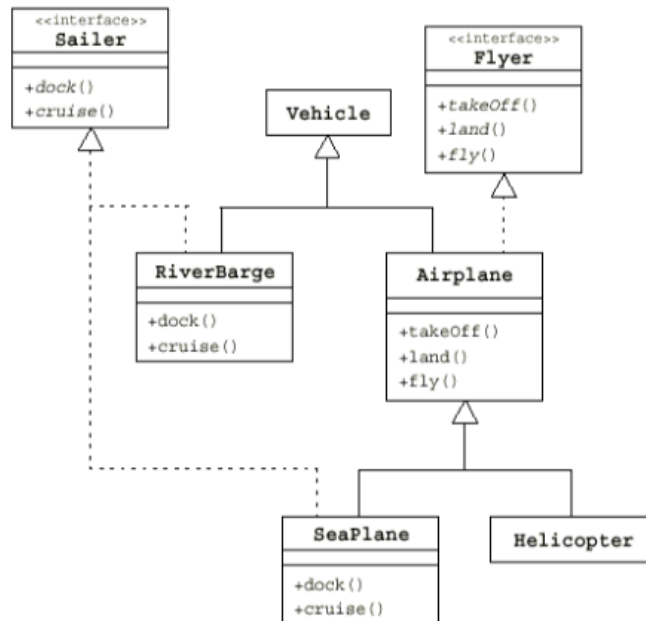 <<interface>>
Sailer
+dock()
+cruise()
<<interface>>
Flyer
+takeOff()
+land()
+fly()
Vehicle
RiverBarge
+dock()
+cruise()
Airplane
+takeOff()
+land()
+fly()
SeaPlane
+dock()
+cruise()
Helicopter